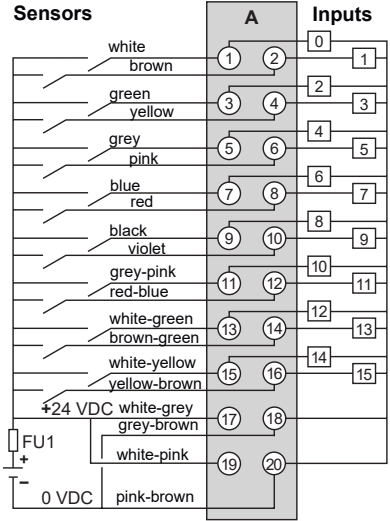 Sensors A Inputs
white 0
1 2 1
brown
green 2
3 4 3
yellow
grey 4
5 6 5
pink
blue 6
7 8 7
red
black 8
9 10 9
violet
grey-pink 10
11 12 11
red-blue
white-green 12
13 14 13
brown-green
white-yellow 14
15 16 15
yellow-brown
+24 VDC white-grey
17 18
grey-brown
FU1
+
white-pink
19 20
−
0 VDC pink-brown